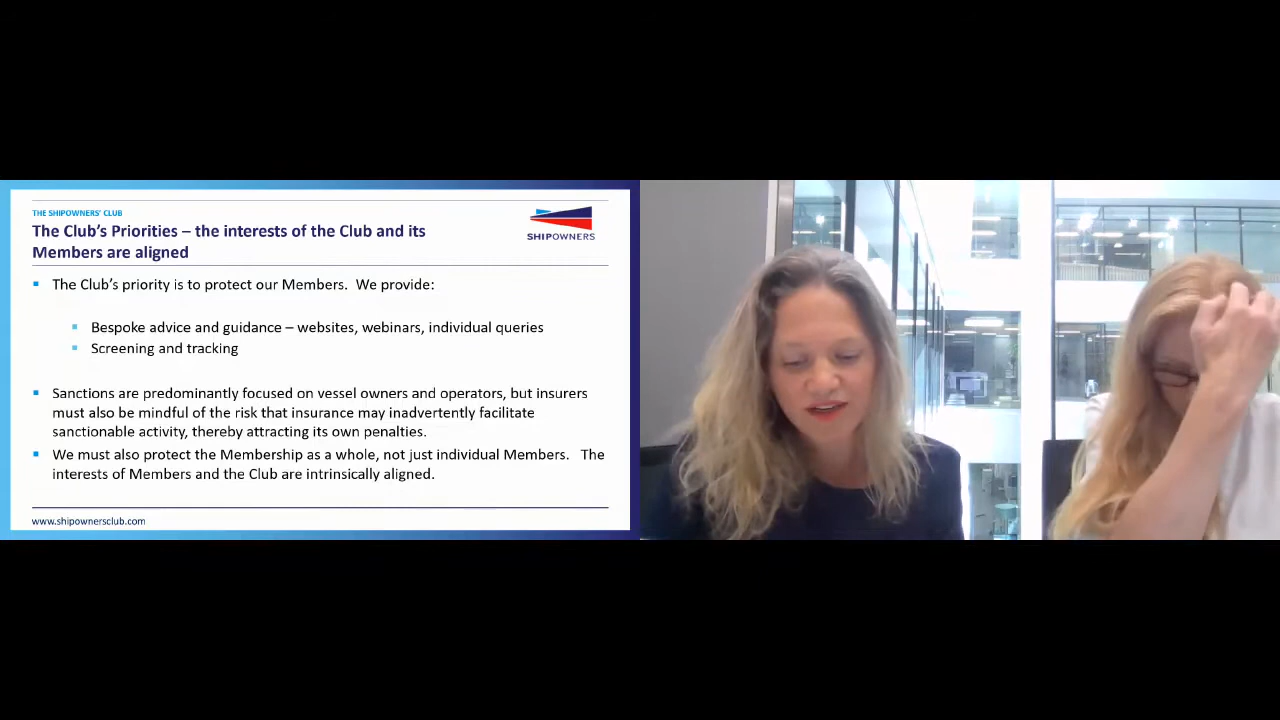 THE SHIPOWNERS' CLUB
The Club's Priorities – the interests of the Club and its
Members are aligned
SHIPOWNERS
The Club's priority is to protect our Members.  We provide:
Bespoke advice and guidance – websites, webinars, individual queries
Screening and tracking
Sanctions are predominantly focused on vessel owners and operators, but insurers
must also be mindful of the risk that insurance may inadvertently facilitate
sanctionable activity, thereby attracting its own penalties.
We must also protect the Membership as a whole, not just individual Members.   The
interests of Members and the Club are intrinsically aligned.
www.shipownersclub.com